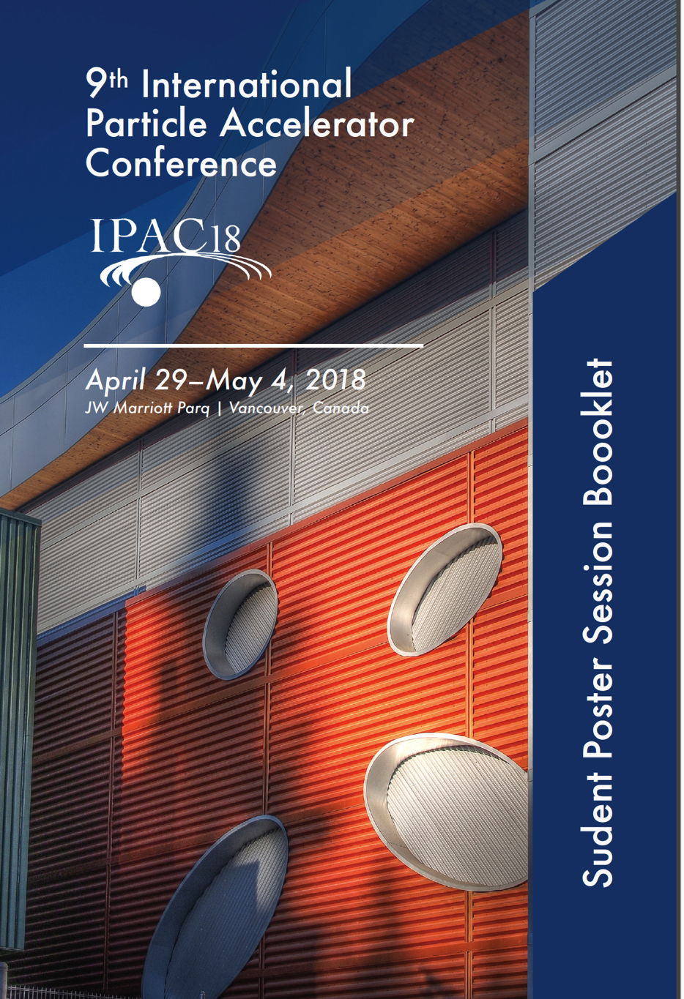 9th International
Particle Accelerator
Conference
IPAC18
April 29–May 4, 2018
JW Marriott Parq | Vancouver, Canada
Sudent Poster Session Boooklet